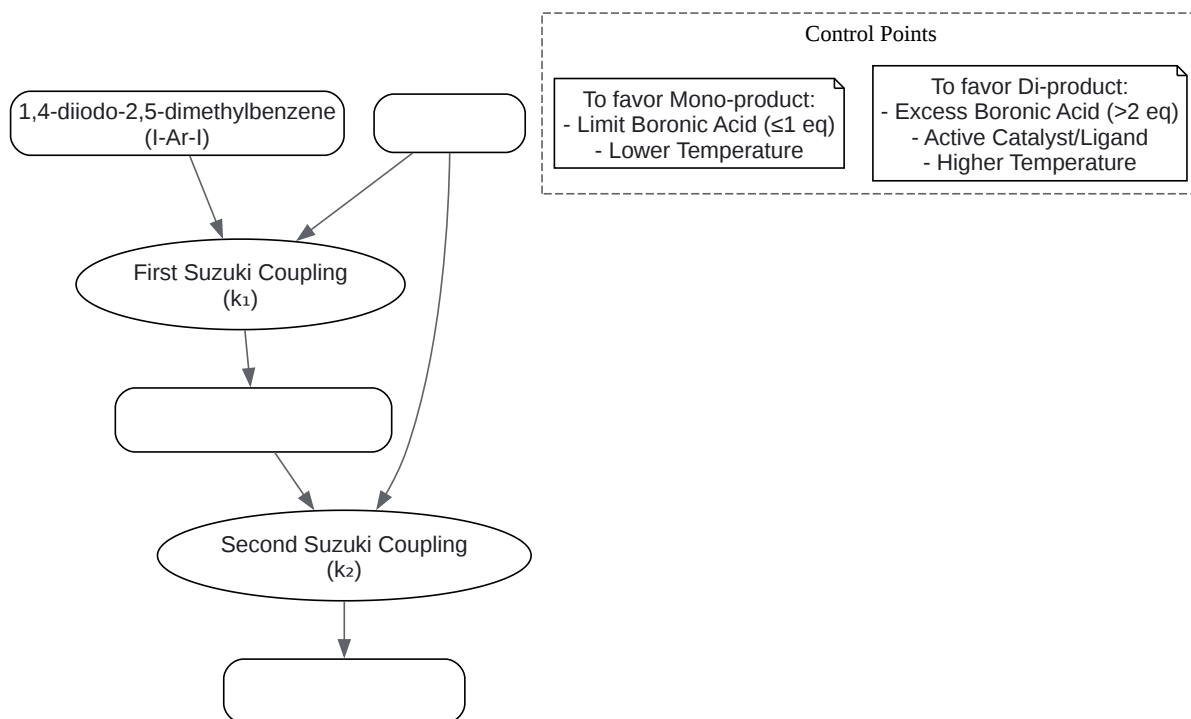 Control Points
1,4-diiodo-2,5-dimethylbenzene
(I-Ar-I)
To favor Mono-product:
- Limit Boronic Acid (≤1 eq)
- Lower Temperature
To favor Di-product:
- Excess Boronic Acid (>2 eq)
- Active Catalyst/Ligand
- Higher Temperature
First Suzuki Coupling
(k₁)
Second Suzuki Coupling
(k₂)